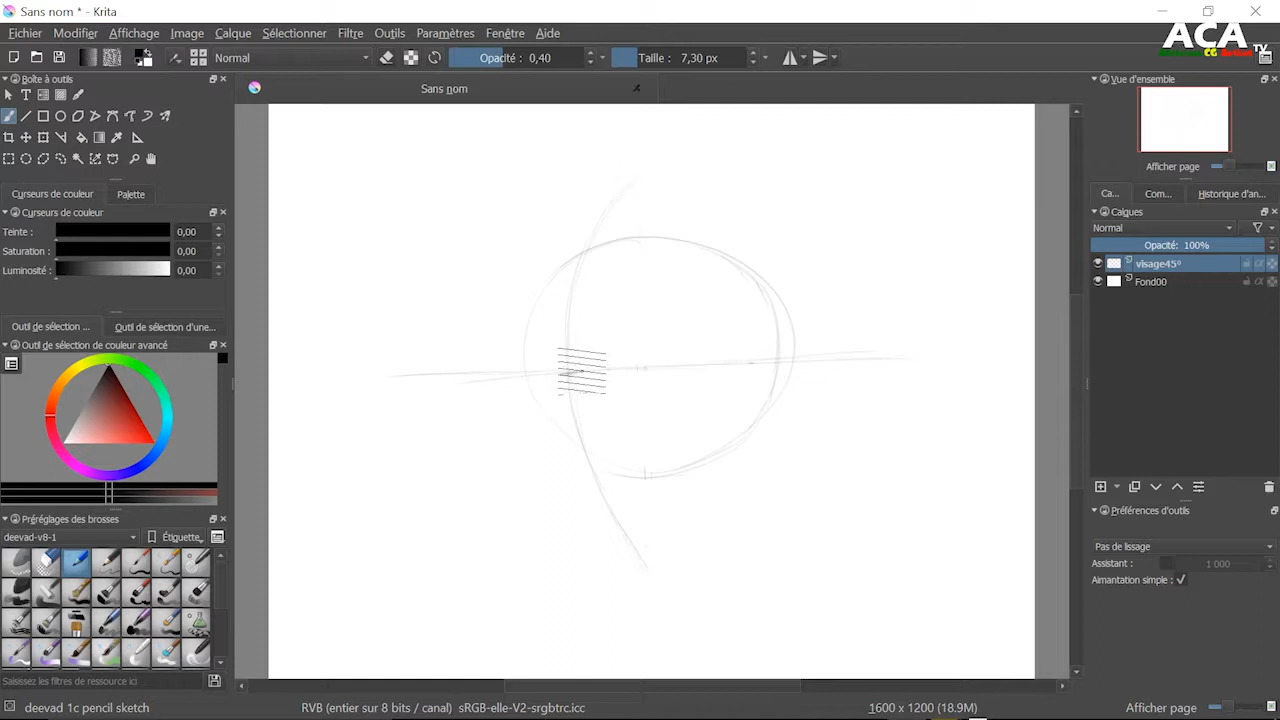 Sans nom * - Krita
Fichier Modifier Affichage Image Calque Sélectionner Filtre Outils Paramètres Fenêtre Aide
ACA
CG
TV
Normal
Opacité : 0,40
Taille : 7,30 px
Boîte à outils
Sans nom
Vue d'ensemble
Afficher page
Curseurs de couleur Palette
Curseurs de couleur
Teinte : 0,00
Saturation : 0,00
Luminosité : 0,00
Ca... Com... Historique d'an...
Calques
Normal
Opacité: 100%
visage45°
Fond00
Outil de sélection ... Outil de sélection d'une...
Outil de sélection de couleur avancé
Préréglages des brosses
deevad-v8-1 Étiquette
Préférences d'outils
Pas de lissage
Assistant : 1 000
Aimantation simple :
Saisissez les filtres de ressource ici
deevad 1c pencil sketch
RVB (entier sur 8 bits / canal) sRGB-elle-V2-srgbtrc.icc
1600 x 1200 (18.9M)
Afficher page